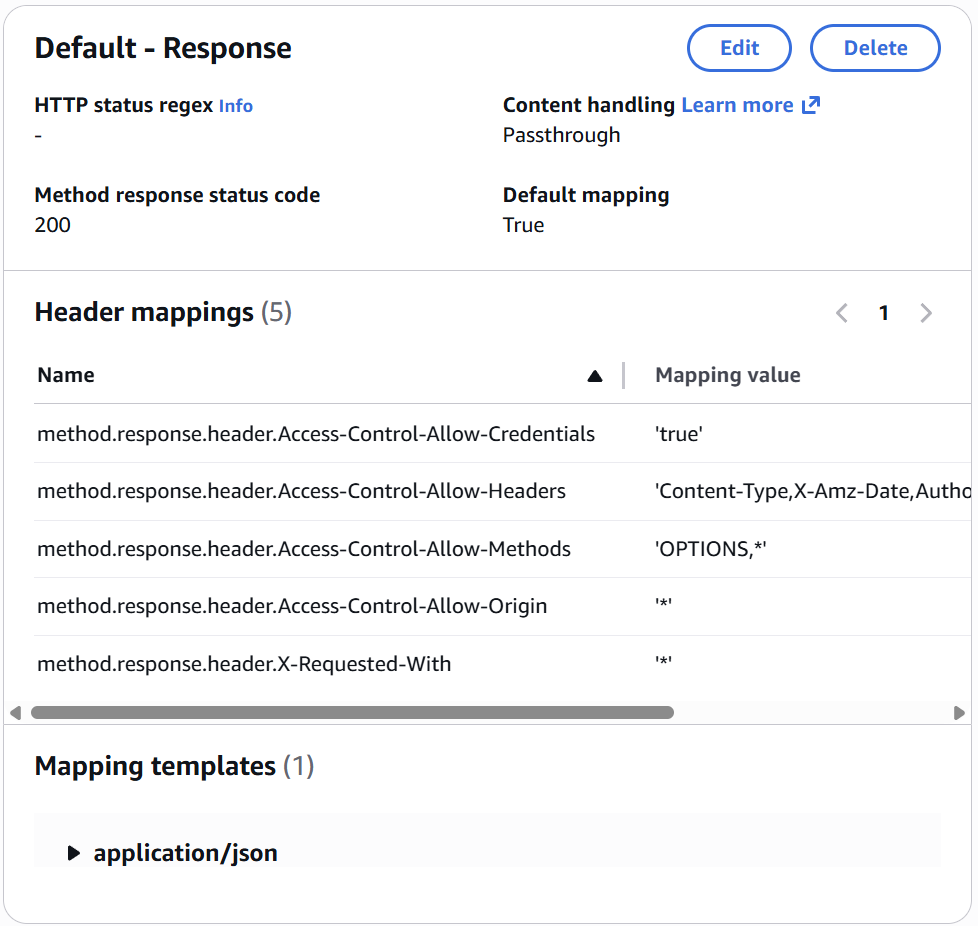 Default - Response
Edit
Delete
HTTP status regex Info
-
Content handling Learn more
Passthrough
Method response status code
200
Default mapping
True
Header mappings (5)
1
Name
Mapping value
method.response.header.Access-Control-Allow-Credentials 'true'
method.response.header.Access-Control-Allow-Headers 'Content-Type,X-Amz-Date,Autho
method.response.header.Access-Control-Allow-Methods 'OPTIONS,*'
method.response.header.Access-Control-Allow-Origin '*'
method.response.header.X-Requested-With '*'
Mapping templates (1)
application/json